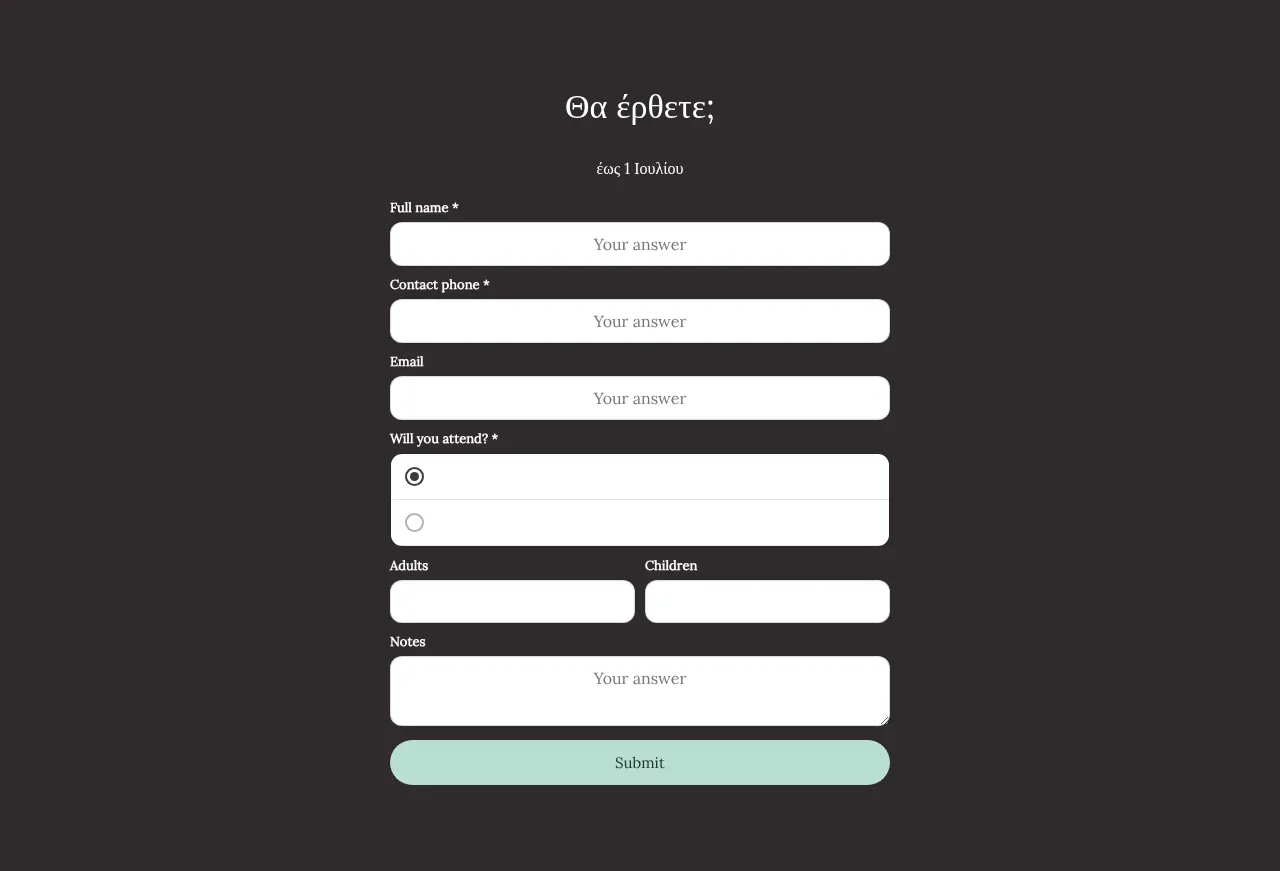 Θα έρθετε;
έως 1 Ιουλίου
Full name *
Your answer
Contact phone *
Your answer
Email
Your answer
Will you attend? *
Adults Children
Notes
Your answer
Submit